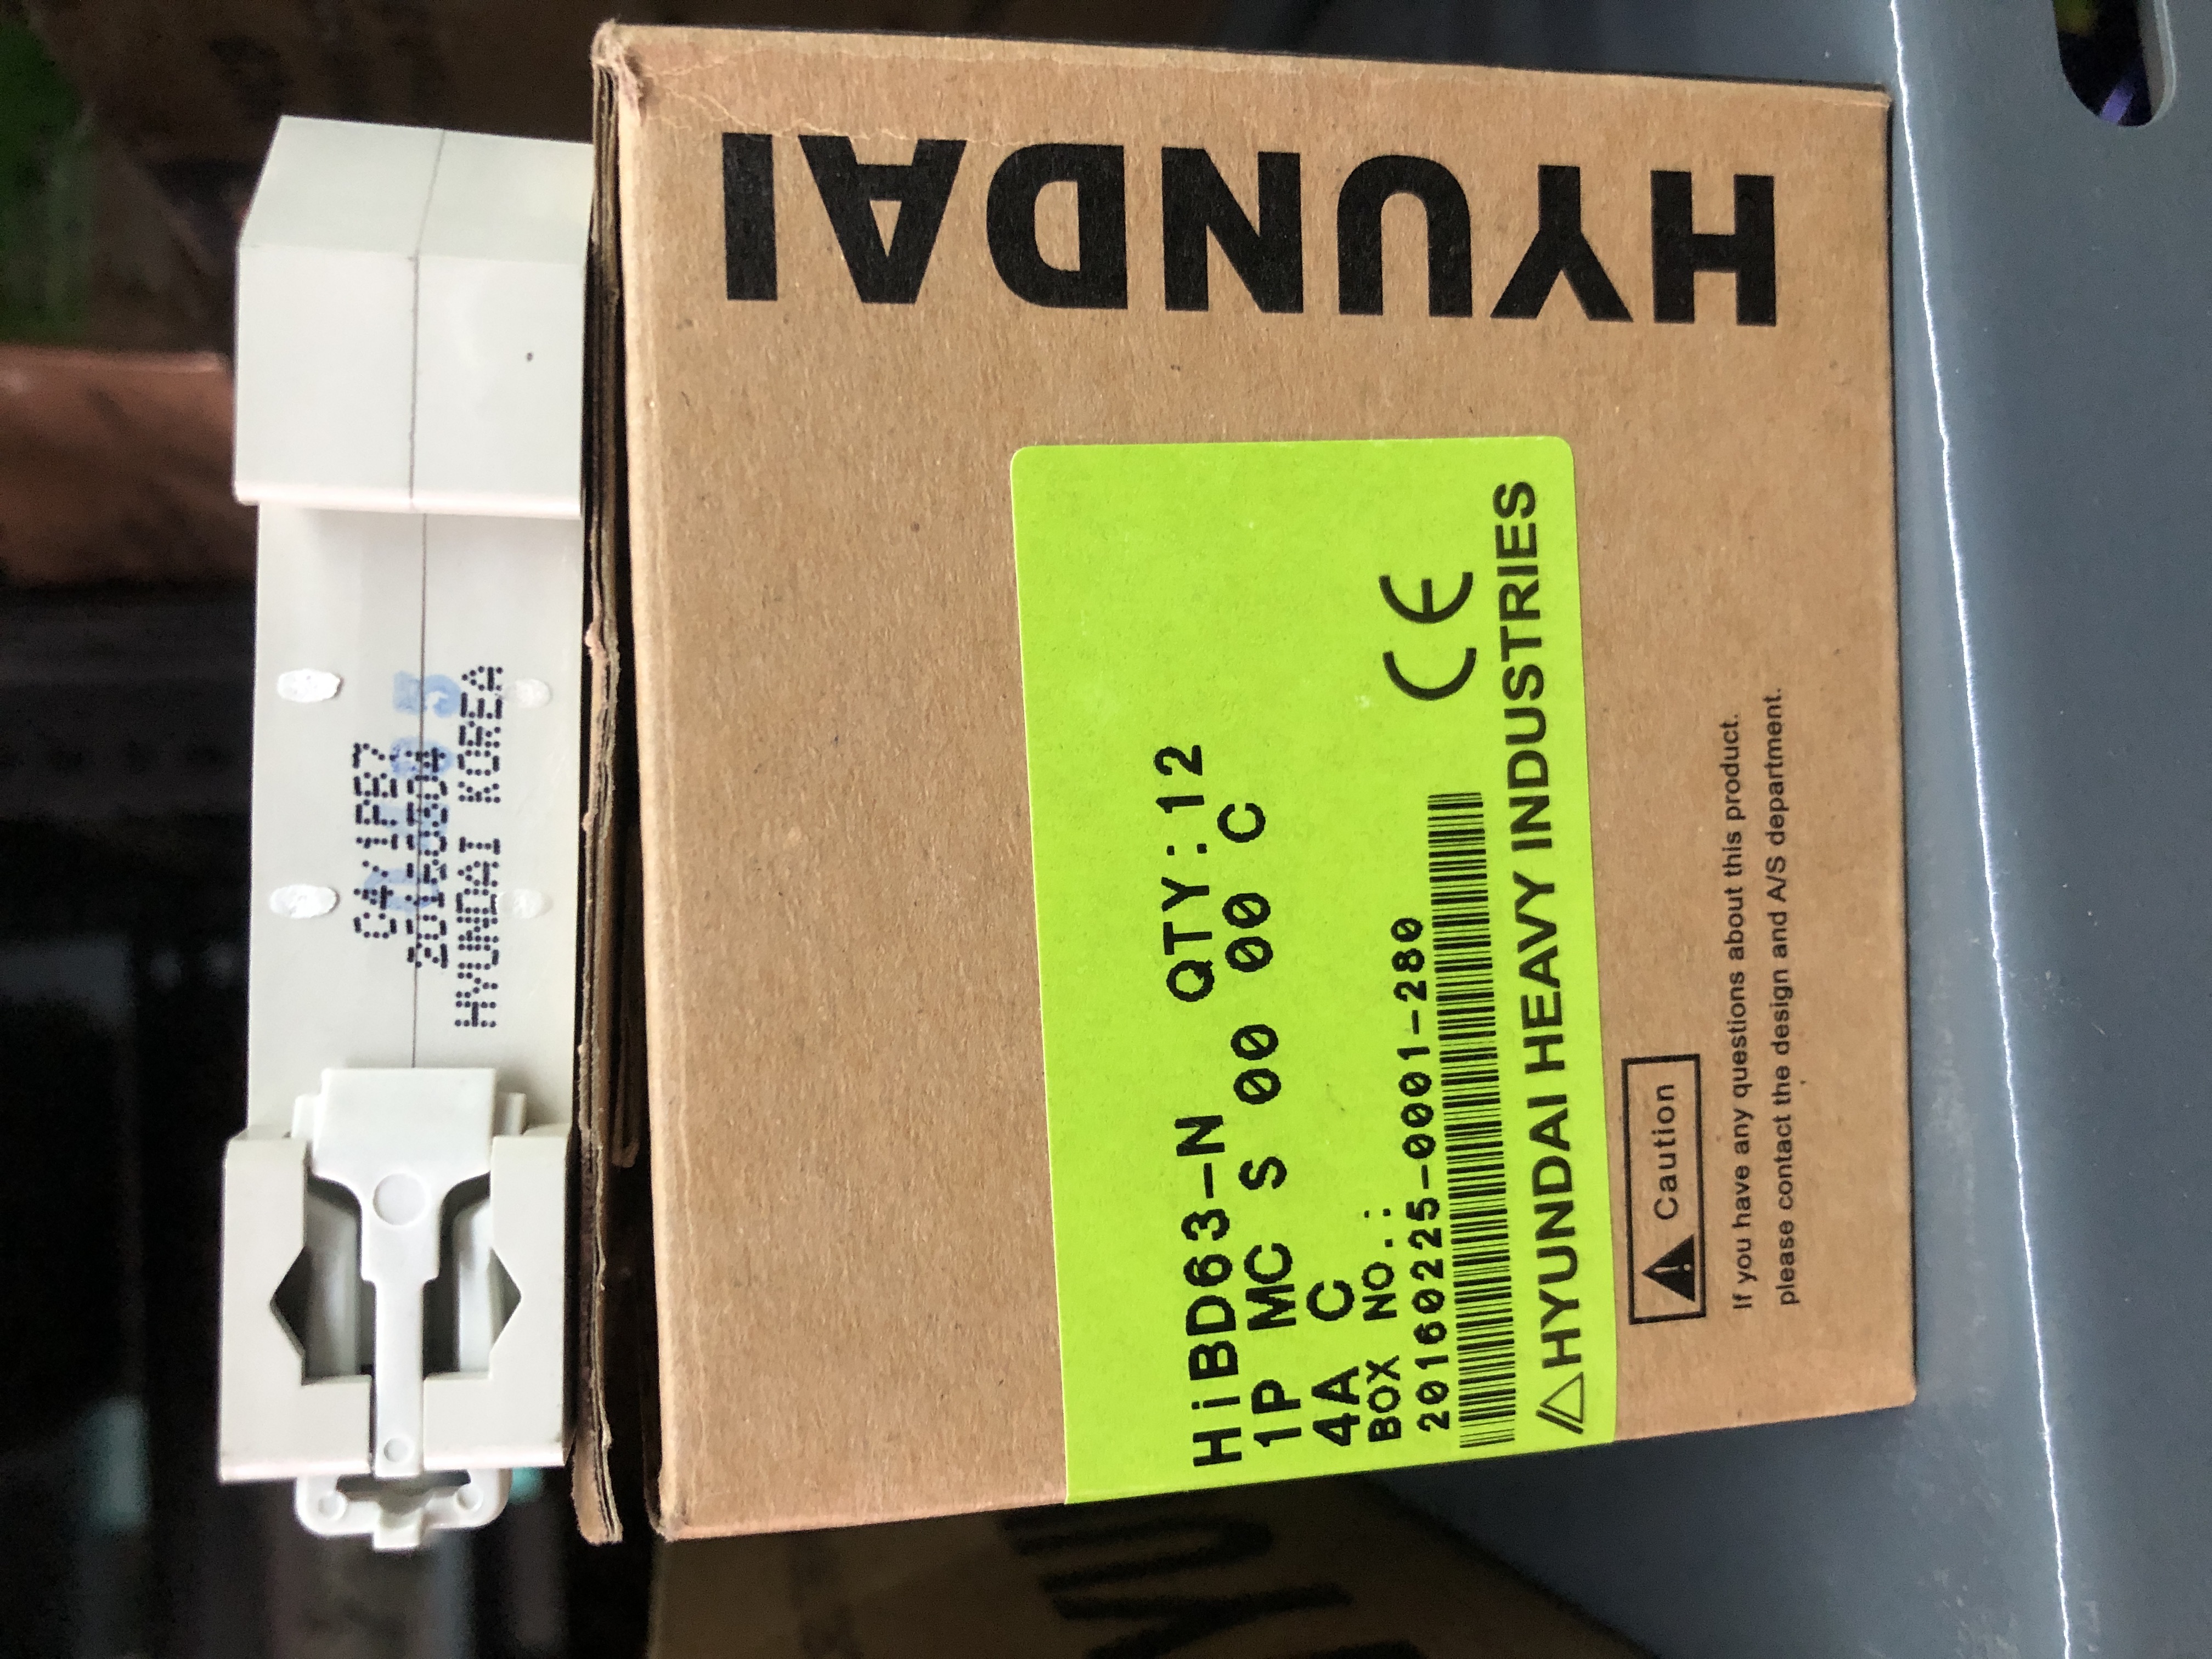 HYUNDAI
HiBD63-N QTY:12
1P MC S 00 00 C
4A C
BOX NO.:
20160225-0001-280
CE
HYUNDAI HEAVY INDUSTRIES
Caution
If you have any questions about this product.
please contact the design and A/S department.
HYUNDAI KOREA